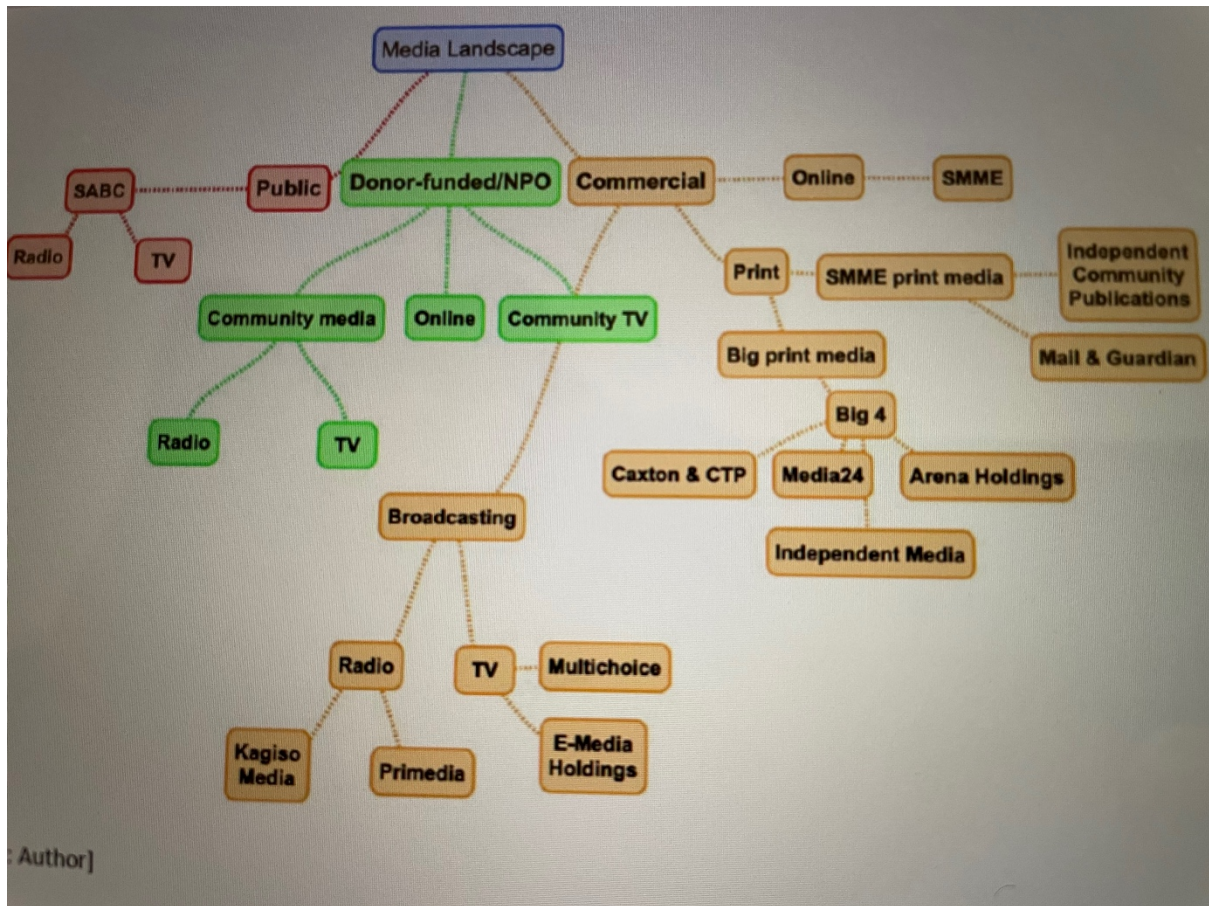 Media Landscape
SABC
Public
Donor-funded/NPO
Commercial
Online
SMME
Radio
TV
Print
SMME print media
Independent
Community
Publications
Community media
Online
Community TV
Big print media
Mail & Guardian
Radio
TV
Big 4
Caxton & CTP
Media24
Arena Holdings
Broadcasting
Independent Media
Radio
TV
Multichoice
Kagiso
Media
Primedia
E-Media
Holdings
: Author]